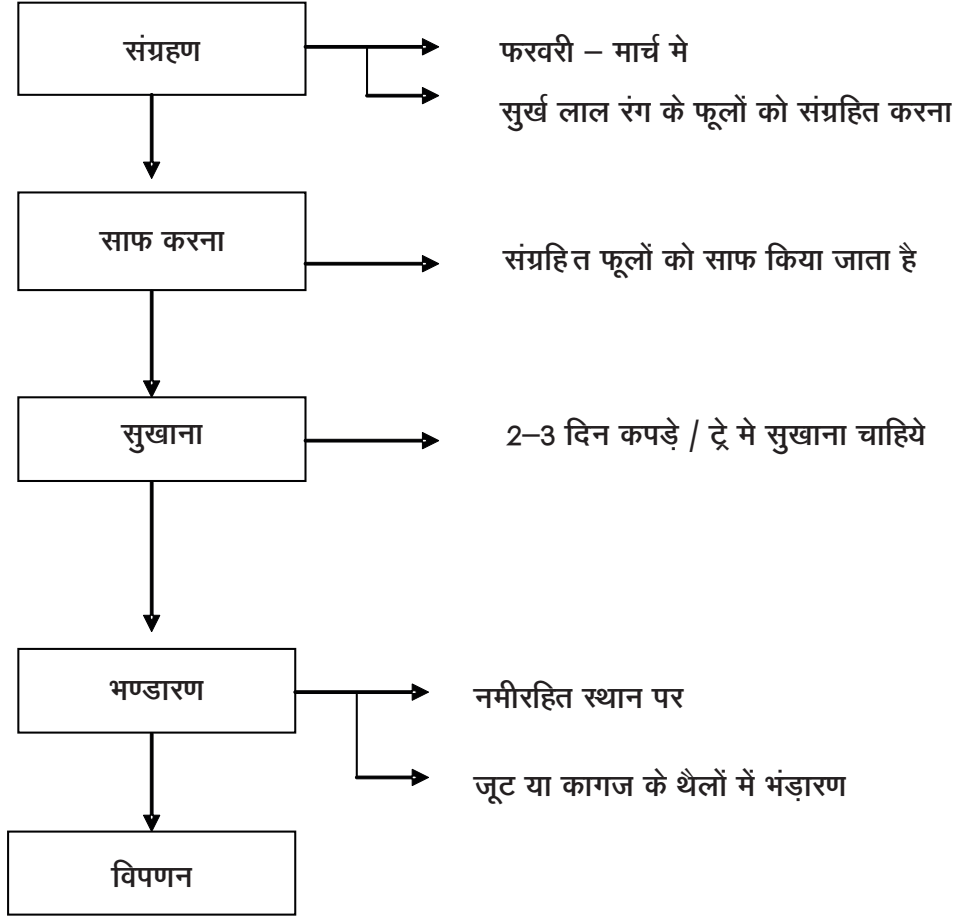 संग्रहण
फरवरी – मार्च मे
सुर्ख लाल रंग के फूलों को संग्रहित करना
साफ करना
संग्रहित फूलों को साफ किया जाता है
सुखाना
2–3 दिन कपड़े / ट्रे मे सुखाना चाहिये
भण्डारण
नमीरहित स्थान पर
जूट या कागज के थैलों में भंड़ारण
विपणन